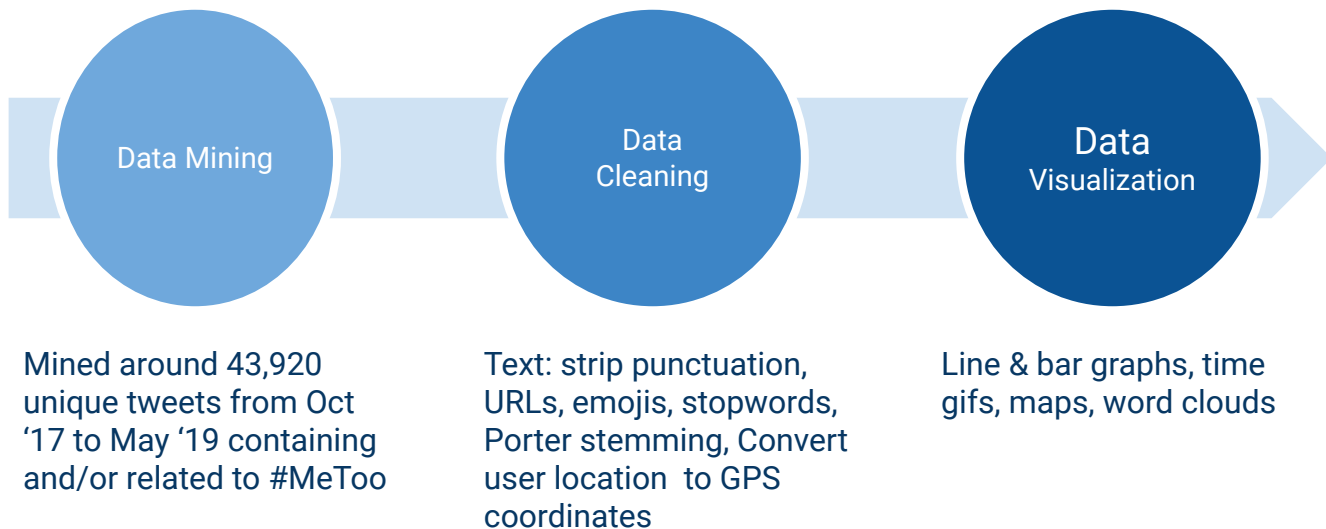 Data Mining
Data
Cleaning
Data
Visualization
Mined around 43,920
unique tweets from Oct
‘17 to May ‘19 containing
and/or related to #MeToo
Text: strip punctuation,
URLs, emojis, stopwords,
Porter stemming, Convert
user location  to GPS
coordinates
Line & bar graphs, time
gifs, maps, word clouds